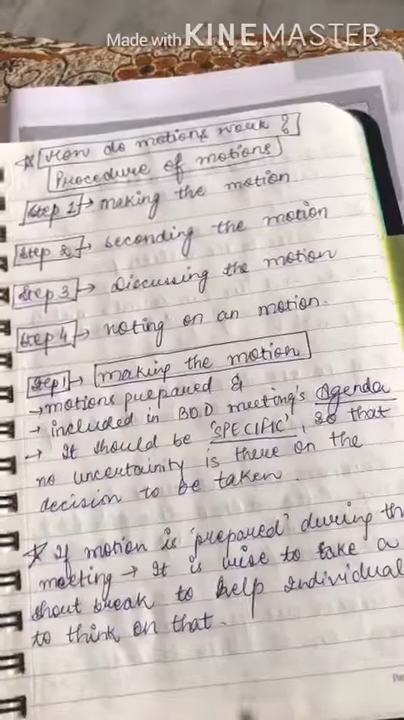 Made with KINEMASTER
* How do motions work ?
Procedure of motions
Step 1 → making the motion
Step 2 → seconding the motion
Step 3 → Discussing the motion
Step 4 → voting on an motion.
Step 1 → making the motion
→ motions prepared &
→ included in BOD meeting's Agenda
→ It should be 'SPECIFIC', so that
no uncertainity is there on the
decision to be taken.
* If motion is 'prepared' during th
meeting → It is wise to take a
short break to help individual
to think on that.